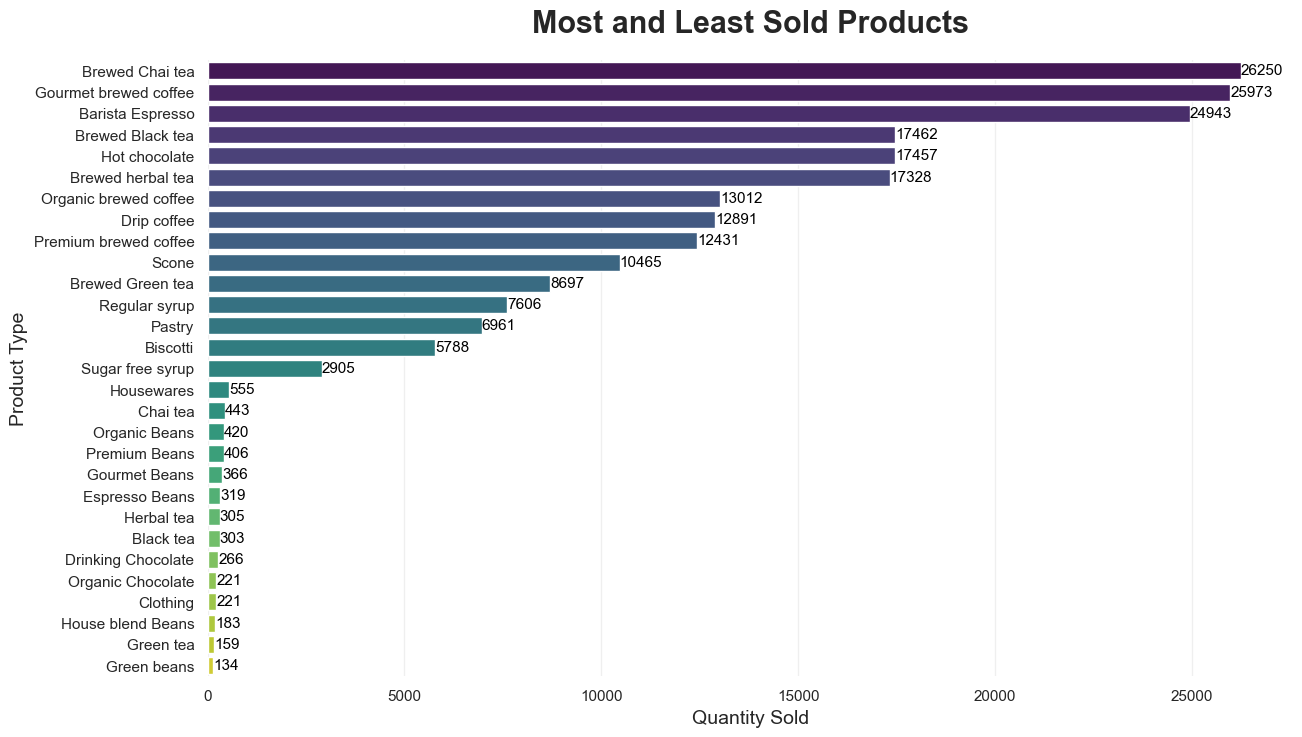 Most and Least Sold Products
Product Type
Brewed Chai tea 26250
Gourmet brewed coffee 25973
Barista Espresso 24943
Brewed Black tea 17462
Hot chocolate 17457
Brewed herbal tea 17328
Organic brewed coffee 13012
Drip coffee 12891
Premium brewed coffee 12431
Scone 10465
Brewed Green tea 8697
Regular syrup 7606
Pastry 6961
Biscotti 5788
Sugar free syrup 2905
Housewares 555
Chai tea 443
Organic Beans 420
Premium Beans 406
Gourmet Beans 366
Espresso Beans 319
Herbal tea 305
Black tea 303
Drinking Chocolate 266
Organic Chocolate 221
Clothing 221
House blend Beans 183
Green tea 159
Green beans 134
0 5000 10000 15000 20000 25000
Quantity Sold